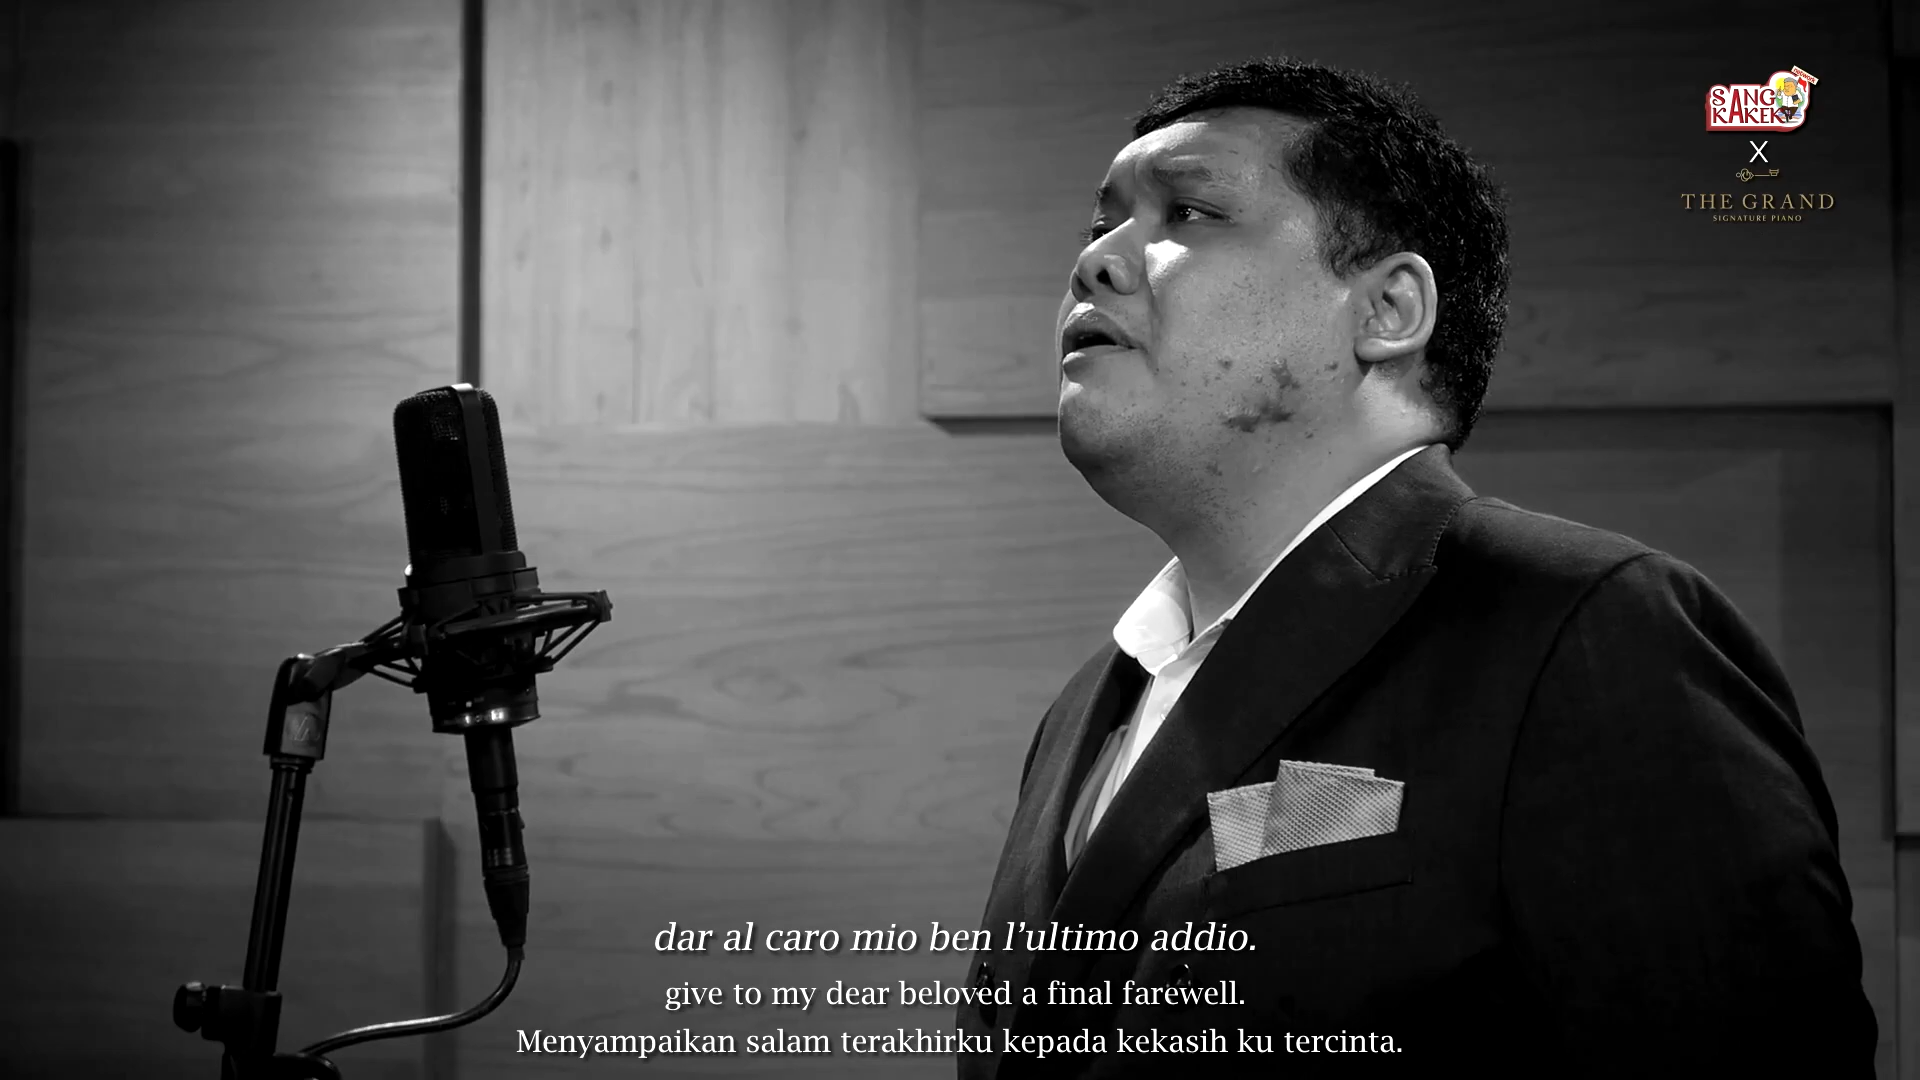 SANG
KAKEK
X
THE GRAND
SIGNATURE PIANO
dar al caro mio ben l’ultimo addio.
give to my dear beloved a final farewell.
Menyampaikan salam terakhirku kepada kekasih ku tercinta.